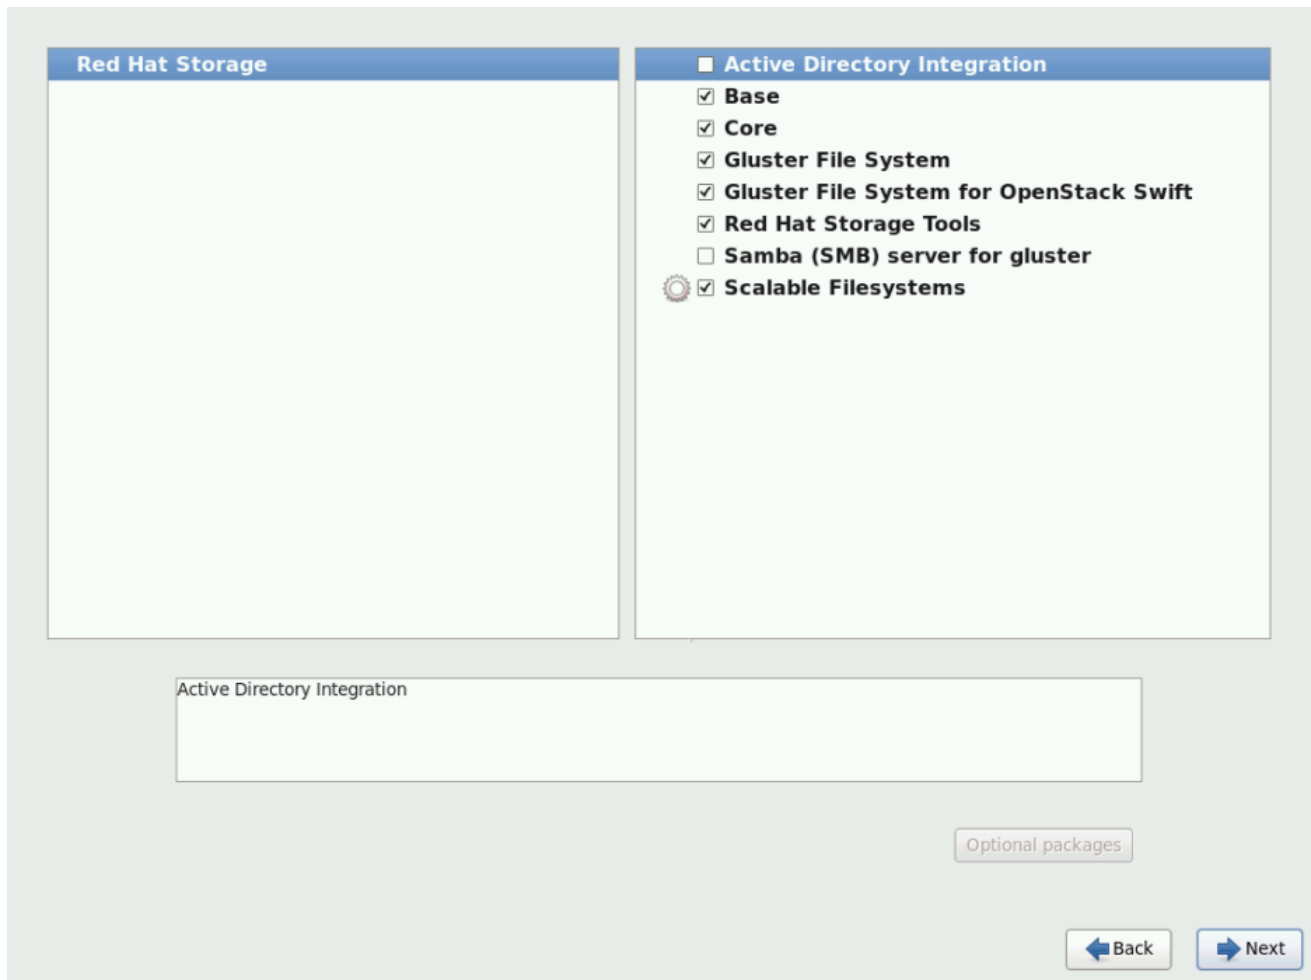 Red Hat Storage
Active Directory Integration
Base
Core
Gluster File System
Gluster File System for OpenStack Swift
Red Hat Storage Tools
Samba (SMB) server for gluster
Scalable Filesystems
Active Directory Integration
Optional packages
Back
Next